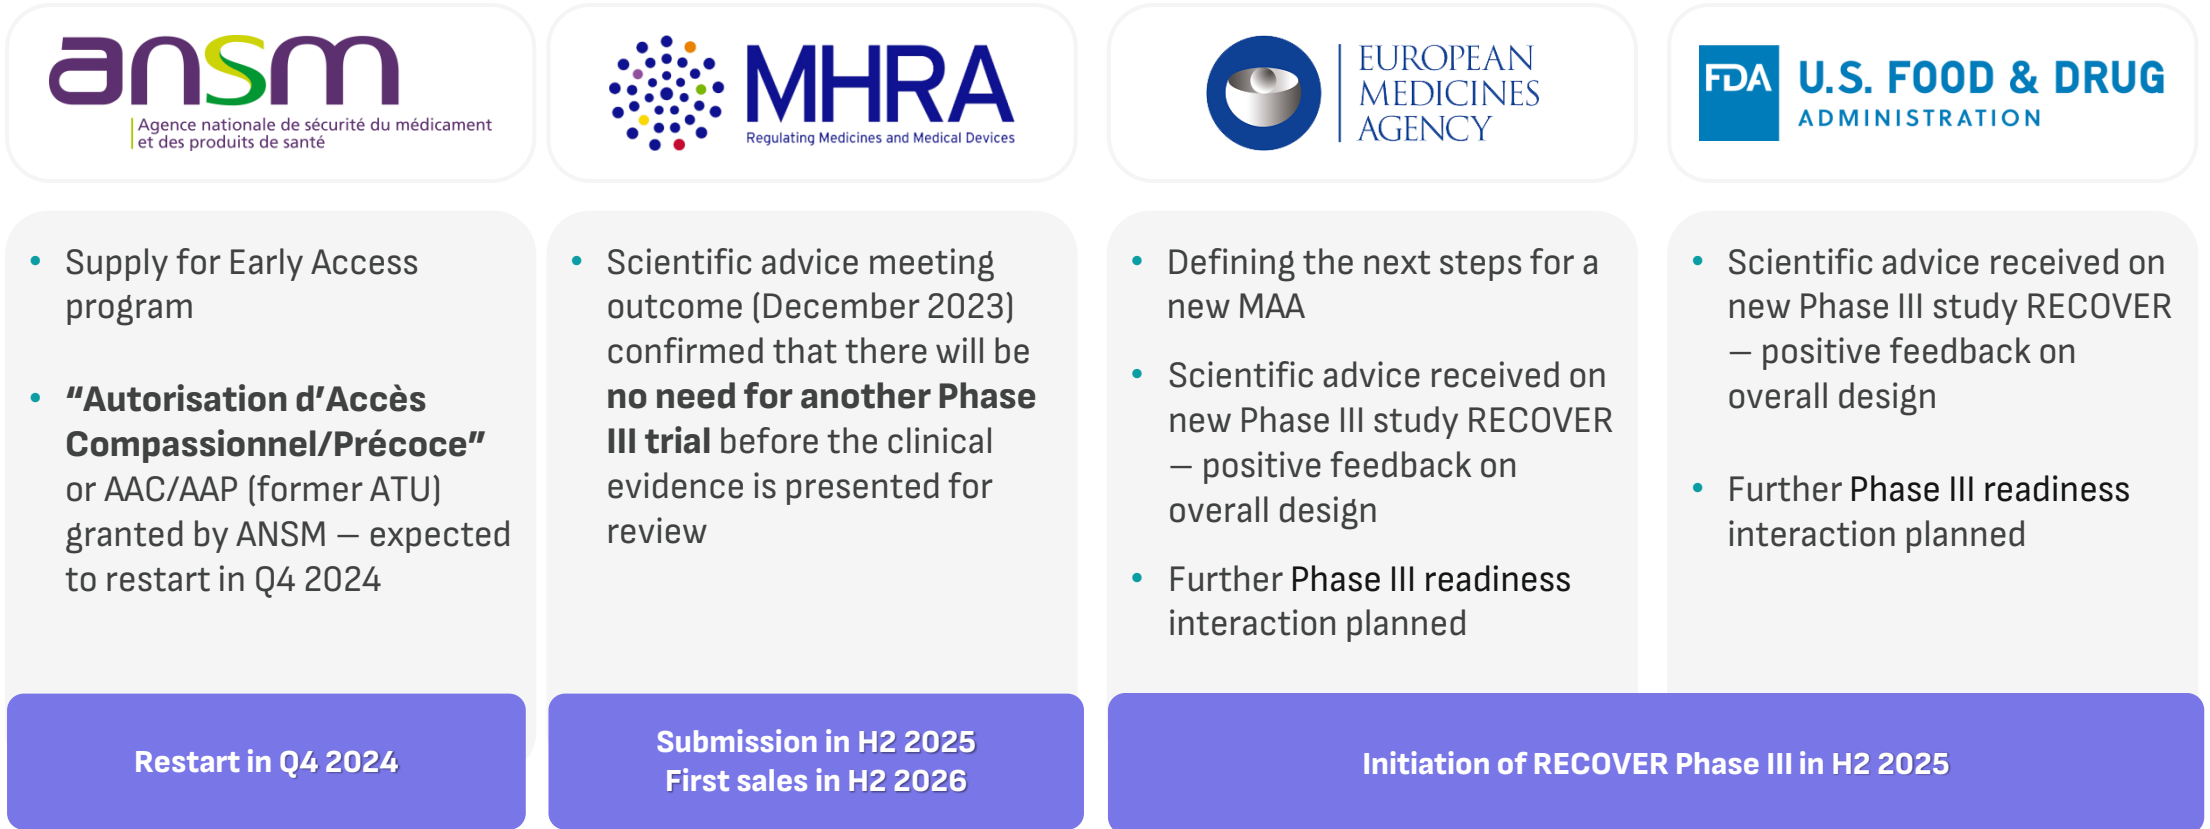 ansm
Agence nationale de sécurité du médicament
et des produits de santé
MHRA
Regulating Medicines and Medical Devices
EUROPEAN
MEDICINES
AGENCY
FDA
U.S. FOOD & DRUG
ADMINISTRATION
• Supply for Early Access
program
• “Autorisation d’Accès
Compassionnel/Précoce”
or AAC/AAP (former ATU)
granted by ANSM – expected
to restart in Q4 2024
Restart in Q4 2024
• Scientific advice meeting
outcome (December 2023)
confirmed that there will be
no need for another Phase
III trial before the clinical
evidence is presented for
review
Submission in H2 2025
First sales in H2 2026
• Defining the next steps for a
new MAA
• Scientific advice received on
new Phase III study RECOVER
– positive feedback on
overall design
• Further Phase III readiness
interaction planned
• Scientific advice received on
new Phase III study RECOVER
– positive feedback on
overall design
• Further Phase III readiness
interaction planned
Initiation of RECOVER Phase III in H2 2025